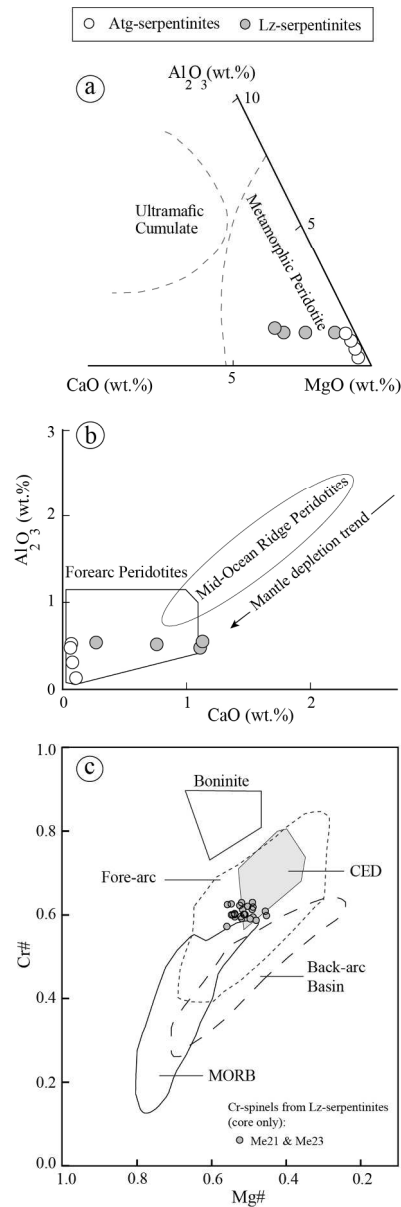 Atg-serpentinites Lz-serpentinites
a
Al2O3 (wt.%)
10
Ultramafic
Cumulate
Metamorphic Peridotite
5
CaO (wt.%) 5 MgO (wt.%)
b
3
2
1
0
Al2O3 (wt.%)
Mid-Ocean Ridge Peridotites
Mantle depletion trend
Forearc Peridotites
0 1 2
CaO (wt.%)
c
1.0
0.8
0.6
0.4
0.2
0.0
Cr#
Boninite
Fore-arc
CED
Back-arc
Basin
MORB
Cr-spinels from Lz-serpentinites
(core only):
Me21 & Me23
1.0 0.8 0.6 0.4 0.2
Mg#